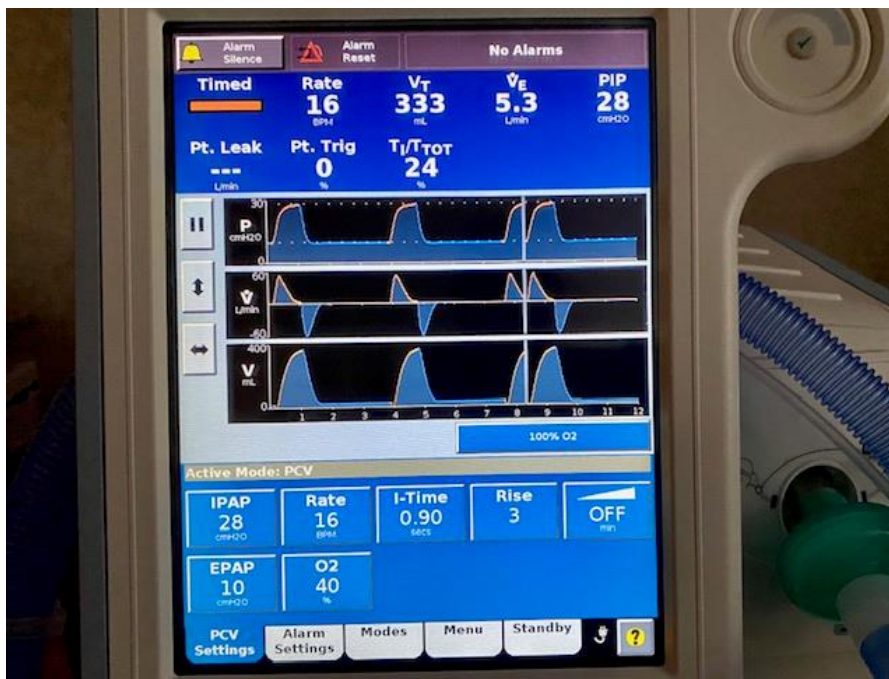 Alarm Silence Alarm Reset No Alarms
Timed Rate VT V̇E PIP
16 333 5.3 28
BPM mL L/min cmH2O
Pt. Leak Pt. Trig TI/TTOT
--- 0 24
L/min % %
30
P
cmH2O
0
60
V̇
L/min
-60
400
V
mL
0
1 2 3 4 5 6 7 8 9 10 11 12
100% O2
Active Mode: PCV
IPAP Rate I-Time Rise
28 16 0.90 3 OFF
cmH2O BPM secs min
EPAP O2
10 40
cmH2O %
PCV Settings Alarm Settings Modes Menu Standby ?